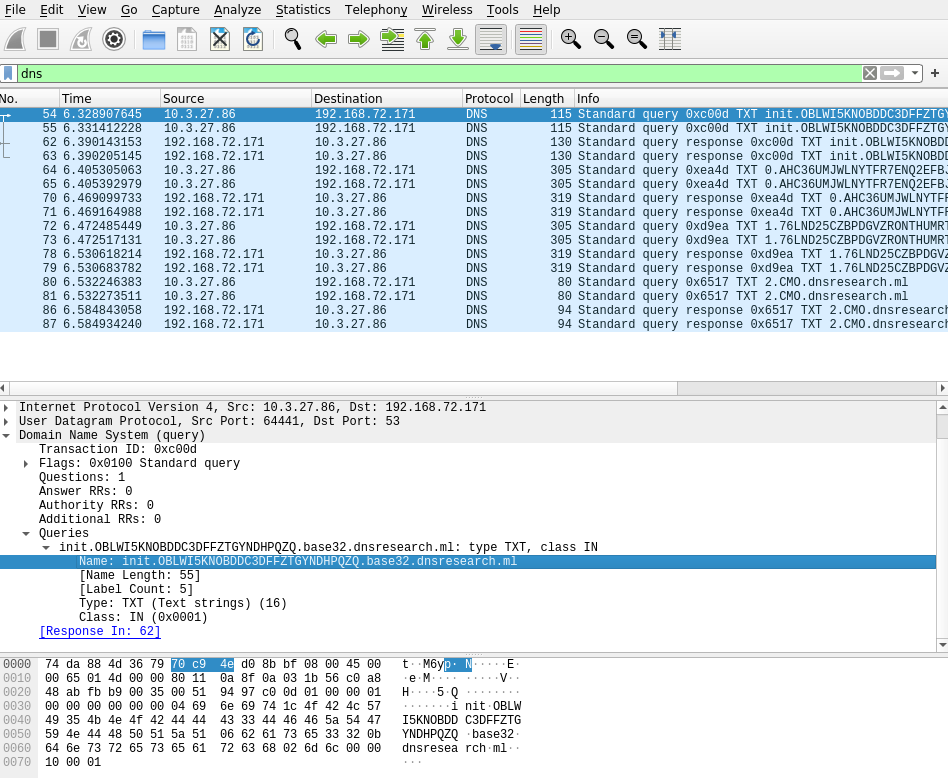 File Edit View Go Capture Analyze Statistics Telephony Wireless Tools Help
dns
No. Time Source Destination Protocol Length Info
54 6.328907645 10.3.27.86 192.168.72.171 DNS 115 Standard query 0xc00d TXT init.OBLWI5KNOBDDC3DFFZTGY
55 6.331412228 10.3.27.86 192.168.72.171 DNS 115 Standard query 0xc00d TXT init.OBLWI5KNOBDDC3DFFZTGY
62 6.390143153 192.168.72.171 10.3.27.86 DNS 130 Standard query response 0xc00d TXT init.OBLWI5KNOBDD
63 6.390205145 192.168.72.171 10.3.27.86 DNS 130 Standard query response 0xc00d TXT init.OBLWI5KNOBDD
64 6.405305063 10.3.27.86 192.168.72.171 DNS 305 Standard query 0xea4d TXT 0.AHC36UMJWLNYTFR7ENQ2EFBJ
65 6.405392979 10.3.27.86 192.168.72.171 DNS 305 Standard query 0xea4d TXT 0.AHC36UMJWLNYTFR7ENQ2EFBJ
70 6.469099733 192.168.72.171 10.3.27.86 DNS 319 Standard query response 0xea4d TXT 0.AHC36UMJWLNYTFR
71 6.469164988 192.168.72.171 10.3.27.86 DNS 319 Standard query response 0xea4d TXT 0.AHC36UMJWLNYTFR
72 6.472485449 10.3.27.86 192.168.72.171 DNS 305 Standard query 0xd9ea TXT 1.76LND25CZBPDGVZRONTHUMRT
73 6.472517131 10.3.27.86 192.168.72.171 DNS 305 Standard query 0xd9ea TXT 1.76LND25CZBPDGVZRONTHUMRT
78 6.530618214 192.168.72.171 10.3.27.86 DNS 319 Standard query response 0xd9ea TXT 1.76LND25CZBPDGVZ
79 6.530683782 192.168.72.171 10.3.27.86 DNS 319 Standard query response 0xd9ea TXT 1.76LND25CZBPDGVZ
80 6.532246383 10.3.27.86 192.168.72.171 DNS 80 Standard query 0x6517 TXT 2.CMO.dnsresearch.ml
81 6.532273511 10.3.27.86 192.168.72.171 DNS 80 Standard query 0x6517 TXT 2.CMO.dnsresearch.ml
86 6.584843058 192.168.72.171 10.3.27.86 DNS 94 Standard query response 0x6517 TXT 2.CMO.dnsresearch
87 6.584934240 192.168.72.171 10.3.27.86 DNS 94 Standard query response 0x6517 TXT 2.CMO.dnsresearch
Internet Protocol Version 4, Src: 10.3.27.86, Dst: 192.168.72.171
User Datagram Protocol, Src Port: 64441, Dst Port: 53
Domain Name System (query)
Transaction ID: 0xc00d
Flags: 0x0100 Standard query
Questions: 1
Answer RRs: 0
Authority RRs: 0
Additional RRs: 0
Queries
init.OBLWI5KNOBDDC3DFFZTGYNDHPQZQ.base32.dnsresearch.ml: type TXT, class IN
Name: init.OBLWI5KNOBDDC3DFFZTGYNDHPQZQ.base32.dnsresearch.ml
[Name Length: 55]
[Label Count: 5]
Type: TXT (Text strings) (16)
Class: IN (0x0001)
[Response In: 62]
0000 74 da 88 4d 36 79 70 c9 4e d0 8b bf 08 00 45 00 t··M6yp· N·····E·
0010 00 65 01 4d 00 00 80 11 0a 8f 0a 03 1b 56 c0 a8 ·e·M···· ·····V··
0020 48 ab fb b9 00 35 00 51 94 97 c0 0d 01 00 00 01 H····5·Q ········
0030 00 00 00 00 00 00 04 69 6e 69 74 1c 4f 42 4c 57 ·······i nit·OBLW
0040 49 35 4b 4e 4f 42 44 44 43 33 44 46 46 5a 54 47 I5KNOBDD C3DFFZTG
0050 59 4e 44 48 50 51 5a 51 06 62 61 73 65 33 32 0b YNDHPQZQ ·base32·
0060 64 6e 73 72 65 73 65 61 72 63 68 02 6d 6c 00 00 dnsresea rch·ml··
0070 10 00 01 ···